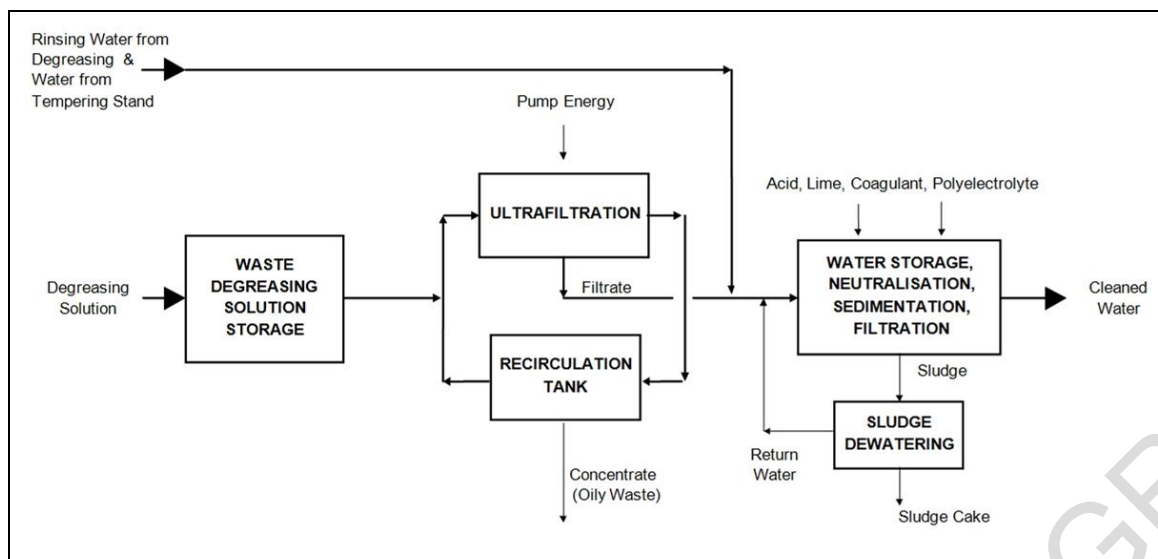 Rinsing Water from
Degreasing &
Water from
Tempering Stand
Pump Energy
Acid, Lime, Coagulant, Polyelectrolyte
ULTRAFILTRATION
Degreasing
Solution
WASTE
DEGREASING
SOLUTION
STORAGE
Filtrate
WATER STORAGE,
NEUTRALISATION,
SEDIMENTATION,
FILTRATION
Cleaned
Water
RECIRCULATION
TANK
Sludge
SLUDGE
DEWATERING
Return
Water
Concentrate
(Oily Waste)
Sludge Cake